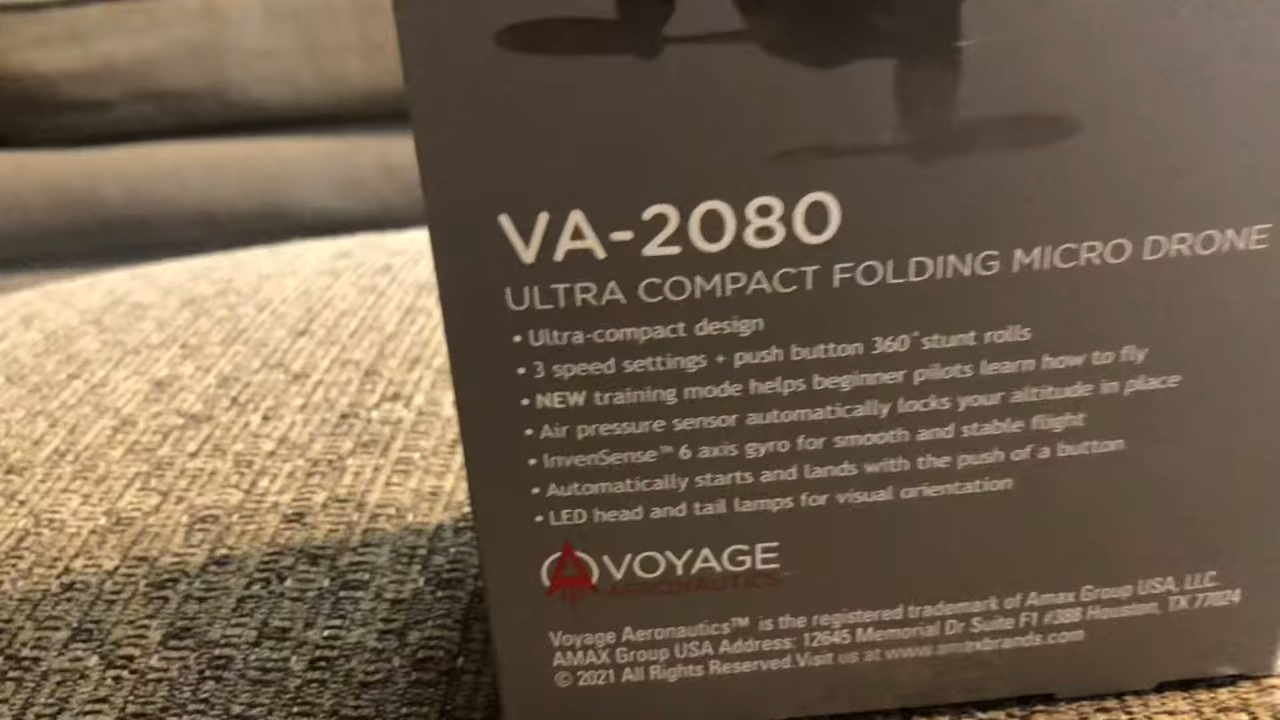 VA-2080
ULTRA COMPACT FOLDING MICRO DRONE
• Ultra-compact design
• 3 speed settings + push button 360° stunt rolls
• NEW training mode helps beginner pilots learn how to fly
• Air pressure sensor automatically locks your altitude in place
• InvenSense™ 6 axis gyro for smooth and stable flight
• Automatically starts and lands with the push of a button
• LED head and tail lamps for visual orientation
VOYAGE
AERONAUTICS
Voyage Aeronautics™ is the registered trademark of Amax Group USA, LLC.
AMAX Group USA Address: 12645 Memorial Dr Suite F1 #388 Houston, TX 77024
© 2021 All Rights Reserved.Visit us at www.amaxbrands.com